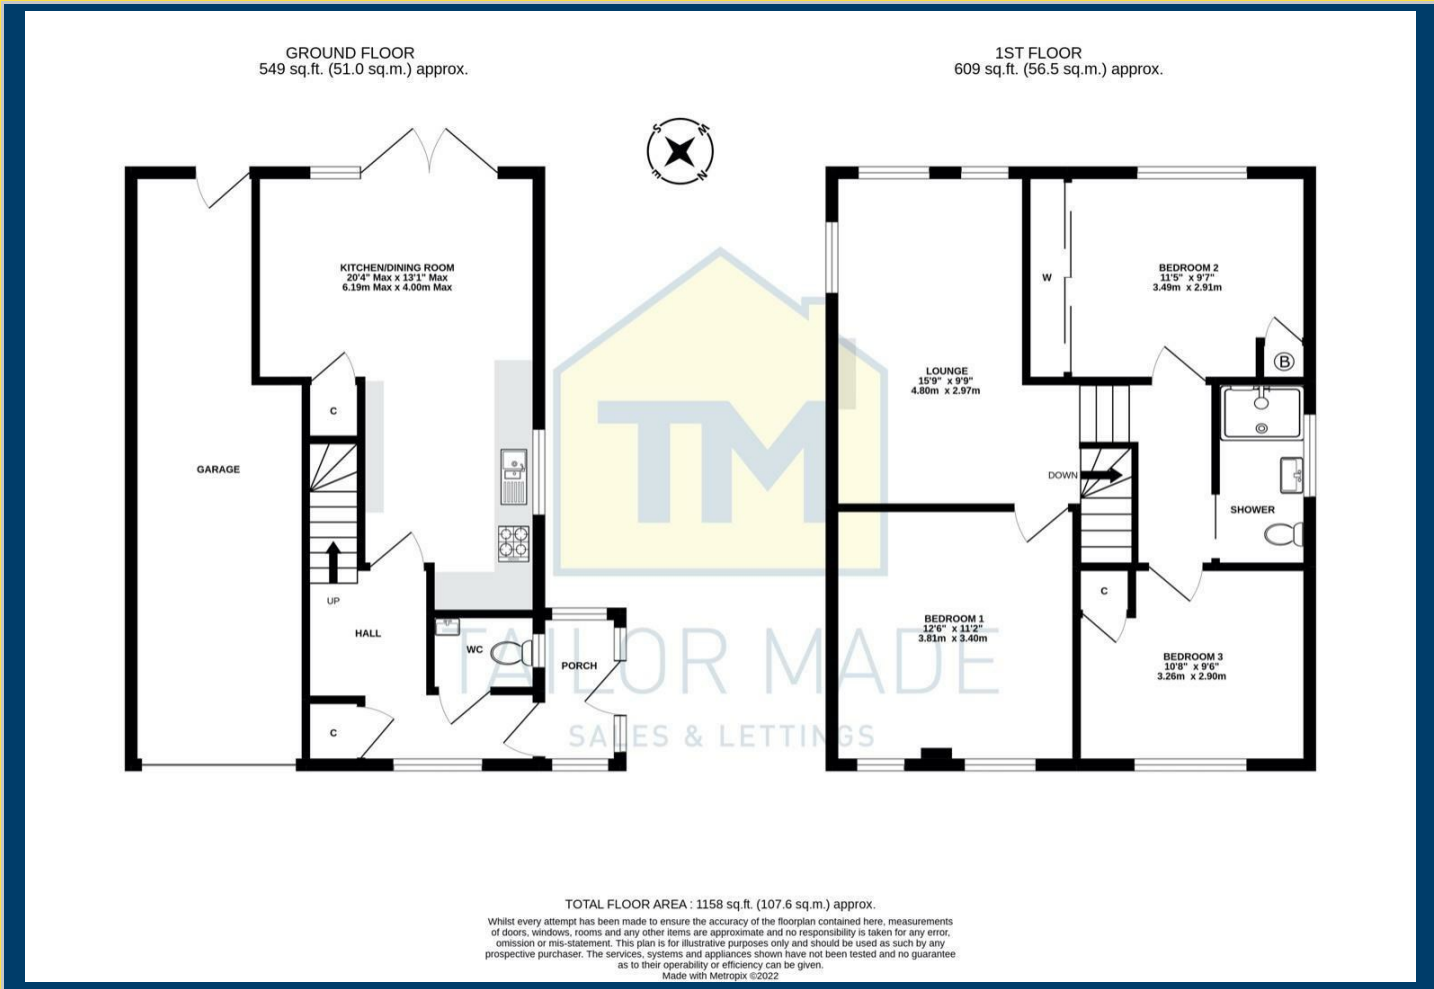 GROUND FLOOR
549 sq.ft. (51.0 sq.m.) approx.
1ST FLOOR
609 sq.ft. (56.5 sq.m.) approx.
S
W
E
N
KITCHEN/DINING ROOM
20'4" Max x 13'1" Max
6.19m Max x 4.00m Max
C
GARAGE
UP
HALL
WC
PORCH
C
W
BEDROOM 2
11'5" x 9'7"
3.49m x 2.91m
B
LOUNGE
15'9" x 9'9"
4.80m x 2.97m
DOWN
SHOWER
C
BEDROOM 1
12'6" x 11'2"
3.81m x 3.40m
BEDROOM 3
10'8" x 9'6"
3.26m x 2.90m
TM
TAILOR MADE
SALES & LETTINGS
TOTAL FLOOR AREA : 1158 sq.ft. (107.6 sq.m.) approx.
Whilst every attempt has been made to ensure the accuracy of the floorplan contained here, measurements
of doors, windows, rooms and any other items are approximate and no responsibility is taken for any error,
omission or mis-statement. This plan is for illustrative purposes only and should be used as such by any
prospective purchaser. The services, systems and appliances shown have not been tested and no guarantee
as to their operability or efficiency can be given.
Made with Metropix ©2022